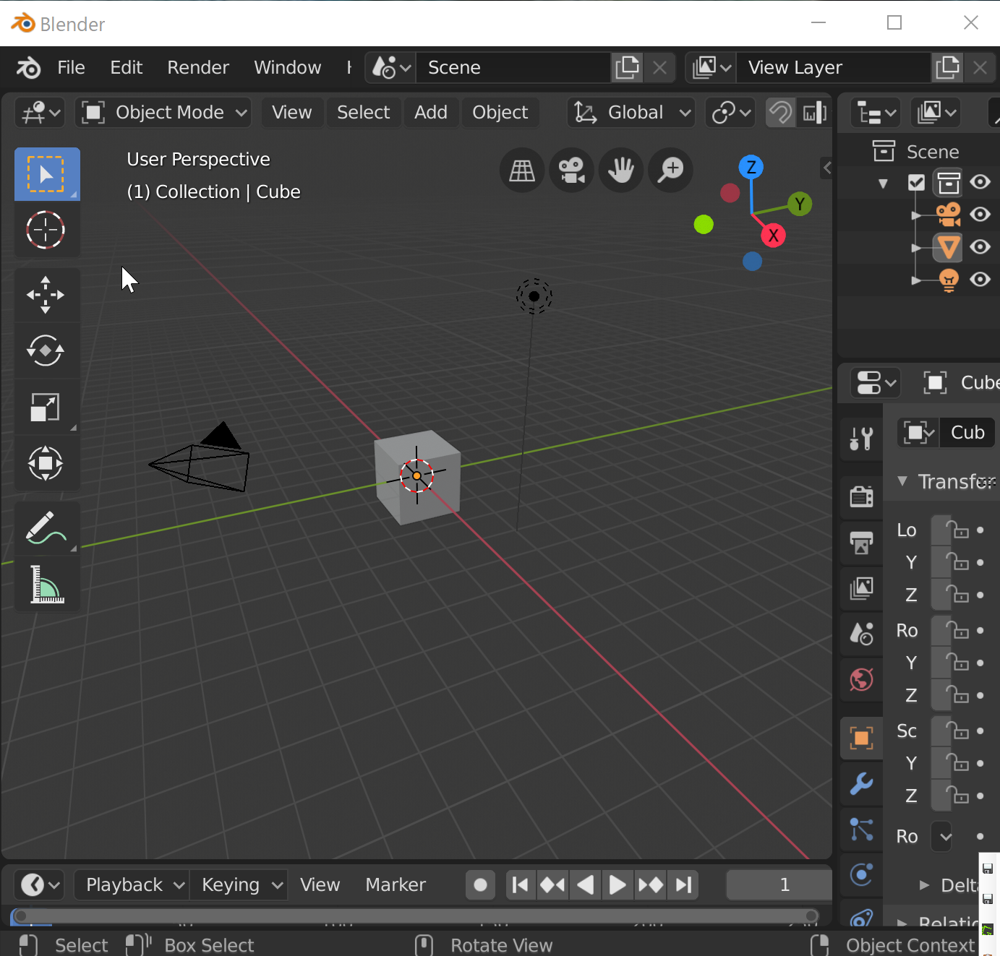 Blender
File Edit Render Window Scene View Layer
Object Mode View Select Add Object Global
User Perspective
(1) Collection | Cube
Z
Y
X
Scene
Cube
Cub
Transfo
Lo
Y
Z
Ro
Y
Z
Sc
Y
Z
Ro
Delt
Relatio
Playback Keying View Marker 1
Select Box Select Rotate View Object Context